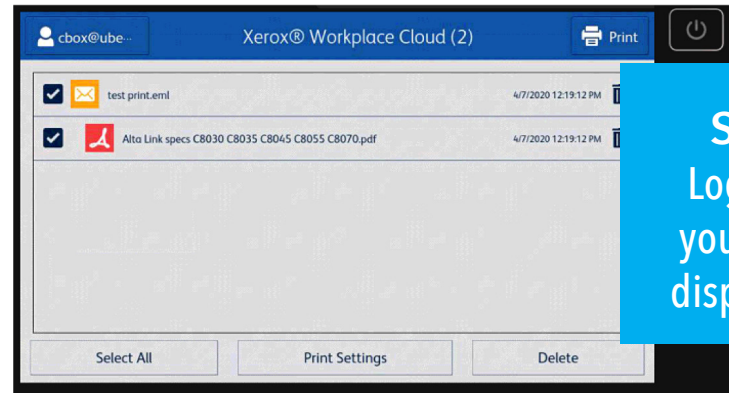 cbox@ube... Xerox® Workplace Cloud (2) Print
test print.eml 4/7/2020 12:19:12 PM
Alta Link specs C8030 C8035 C8045 C8055 C8070.pdf 4/7/2020 12:19:12 PM
Select All Print Settings Delete